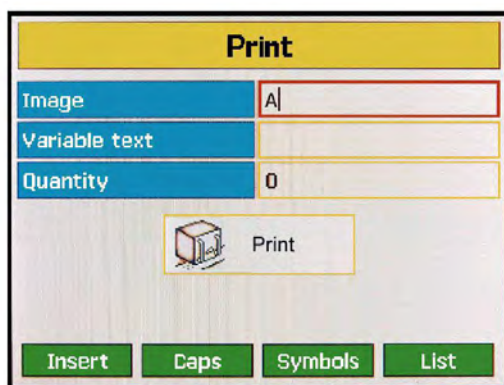 Print
Image A
Variable text
Quantity 0
Print
Insert Caps Symbols List